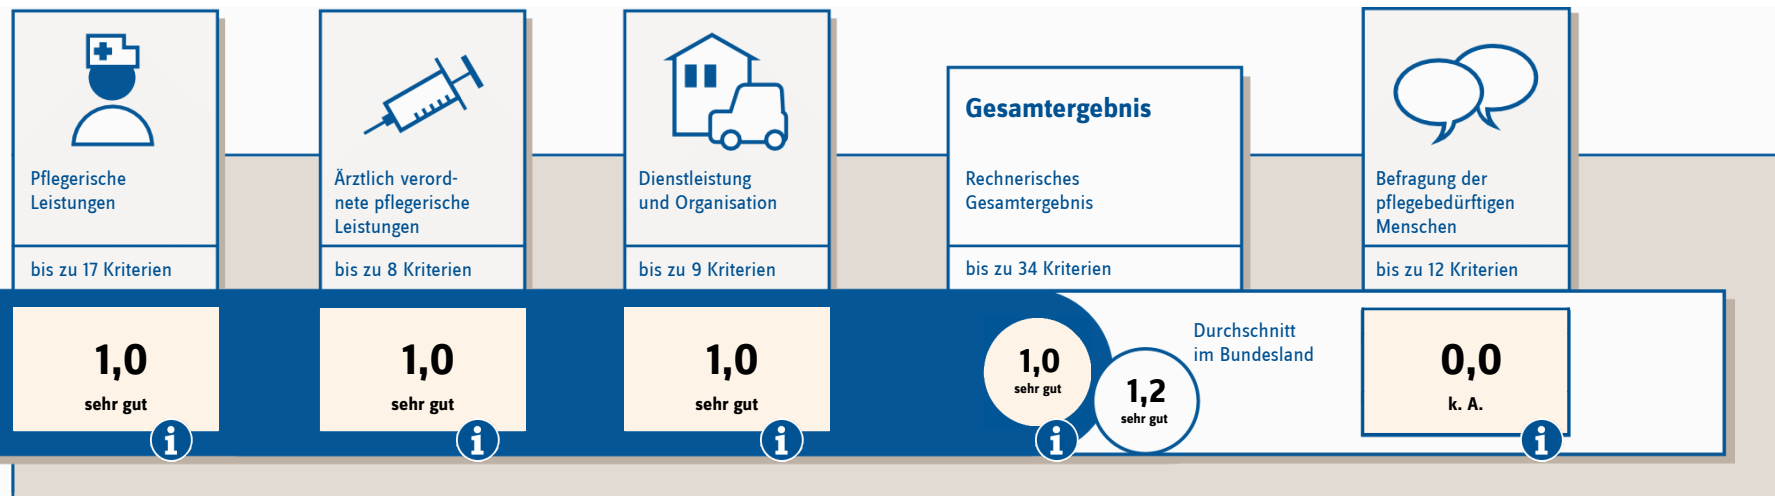 Pflegerische
Leistungen
bis zu 17 Kriterien
1,0
sehr gut
i
Ärztlich verord-
nete pflegerische
Leistungen
bis zu 8 Kriterien
1,0
sehr gut
i
Dienstleistung
und Organisation
bis zu 9 Kriterien
1,0
sehr gut
i
Gesamtergebnis
Rechnerisches
Gesamtergebnis
bis zu 34 Kriterien
1,0
sehr gut
i
1,2
sehr gut
Durchschnitt
im Bundesland
Befragung der
pflegebedürftigen
Menschen
bis zu 12 Kriterien
0,0
k. A.
i